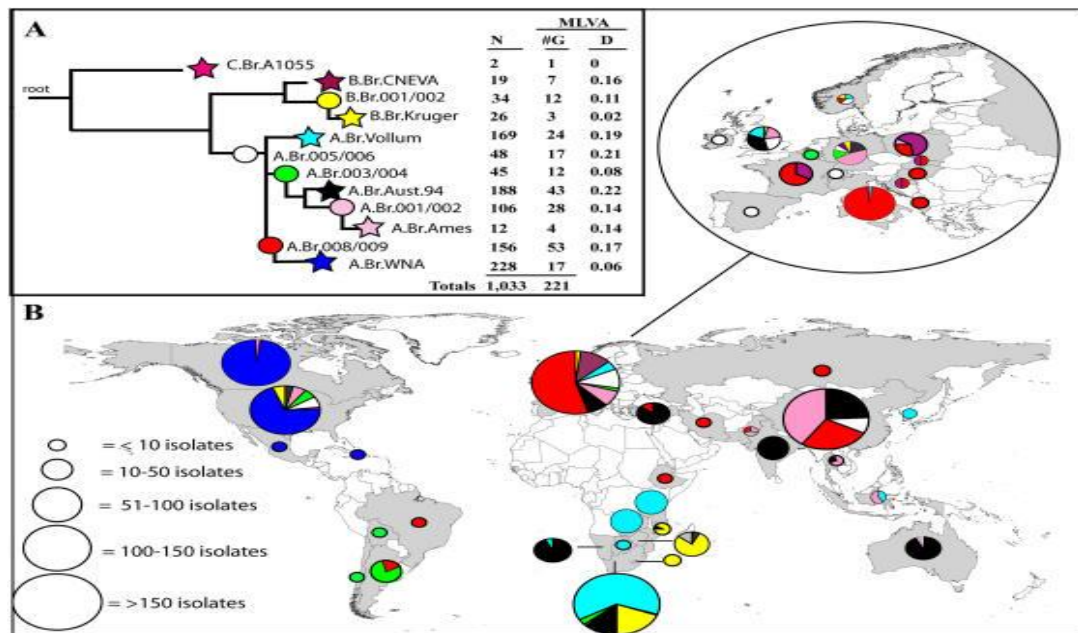 A
MLVA
N #G D
C.Br.A1055 2 1 0
B.Br.CNEVA 19 7 0.16
B.Br.001/002 34 12 0.11
B.Br.Kruger 26 3 0.02
A.Br.Vollum 169 24 0.19
A.Br.005/006 48 17 0.21
A.Br.003/004 45 12 0.08
A.Br.Aust.94 188 43 0.22
A.Br.001/002 106 28 0.14
A.Br.Ames 12 4 0.14
A.Br.008/009 156 53 0.17
A.Br.WNA 228 17 0.06
Totals 1,033 221
root
B
= < 10 isolates
= 10-50 isolates
= 51-100 isolates
= 100-150 isolates
= >150 isolates